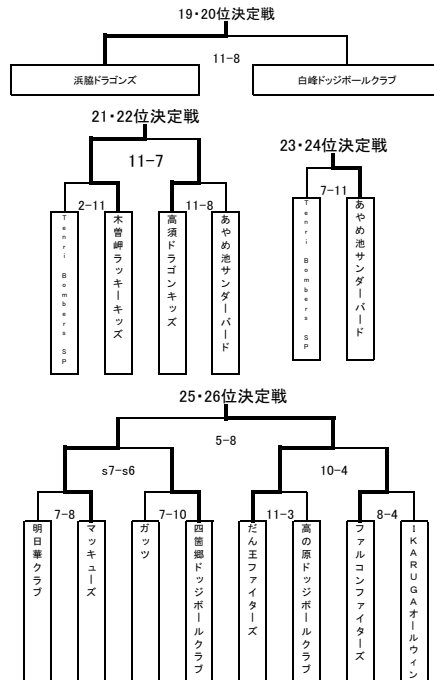 19・20位決定戦
11-8
浜脇ドラゴンズ
白峰ドッジボールクラブ
21・22位決定戦
11-7
2-11
11-8
Tenri Bombers SP
木曽岬ラッキーキッズ
高須ドラゴンキッズ
あやめ池サンダーバード
23・24位決定戦
7-11
Tenri Bombers SP
あやめ池サンダーバード
25・26位決定戦
5-8
s7-s6
10-4
7-8
7-10
11-3
8-4
明日華クラブ
マッキューズ
ガッツ
四箇郷ドッジボールクラブ
だん王ファイターズ
高の原ドッジボールクラブ
ファルコンファイターズ
IKARUGAオールウィン